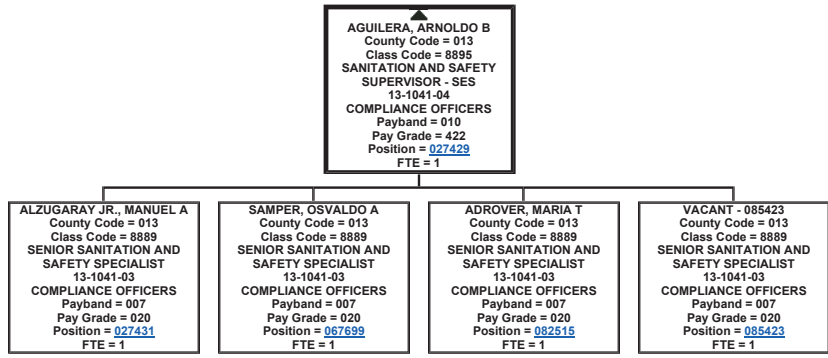 AGUILERA, ARNOLDO B
County Code = 013
Class Code = 8895
SANITATION AND SAFETY
SUPERVISOR - SES
13-1041-04
COMPLIANCE OFFICERS
Payband = 010
Pay Grade = 422
Position = 027429
FTE = 1
ALZUGARAY JR., MANUEL A
County Code = 013
Class Code = 8889
SENIOR SANITATION AND
SAFETY SPECIALIST
13-1041-03
COMPLIANCE OFFICERS
Payband = 007
Pay Grade = 020
Position = 027431
FTE = 1
SAMPER, OSVALDO A
County Code = 013
Class Code = 8889
SENIOR SANITATION AND
SAFETY SPECIALIST
13-1041-03
COMPLIANCE OFFICERS
Payband = 007
Pay Grade = 020
Position = 067699
FTE = 1
ADROVER, MARIA T
County Code = 013
Class Code = 8889
SENIOR SANITATION AND
SAFETY SPECIALIST
13-1041-03
COMPLIANCE OFFICERS
Payband = 007
Pay Grade = 020
Position = 082515
FTE = 1
VACANT - 085423
County Code = 013
Class Code = 8889
SENIOR SANITATION AND
SAFETY SPECIALIST
13-1041-03
COMPLIANCE OFFICERS
Payband = 007
Pay Grade = 020
Position = 085423
FTE = 1